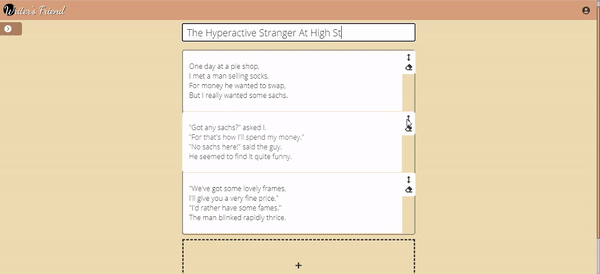 Writer's Friend
The Hyperactive Stranger At High St
One day at a pie shop,
I met a man selling socks.
For money he wanted to swap,
But I really wanted some sachs.
"Got any sachs?" asked I.
"For that's how I'll spend my money."
"No sachs here!" said the guy.
He seemed to find it quite funny.
"We've got some lovely frames,
I'll give you a very fine price."
"I'd rather have some fames."
The man blinked rapidly thrice.